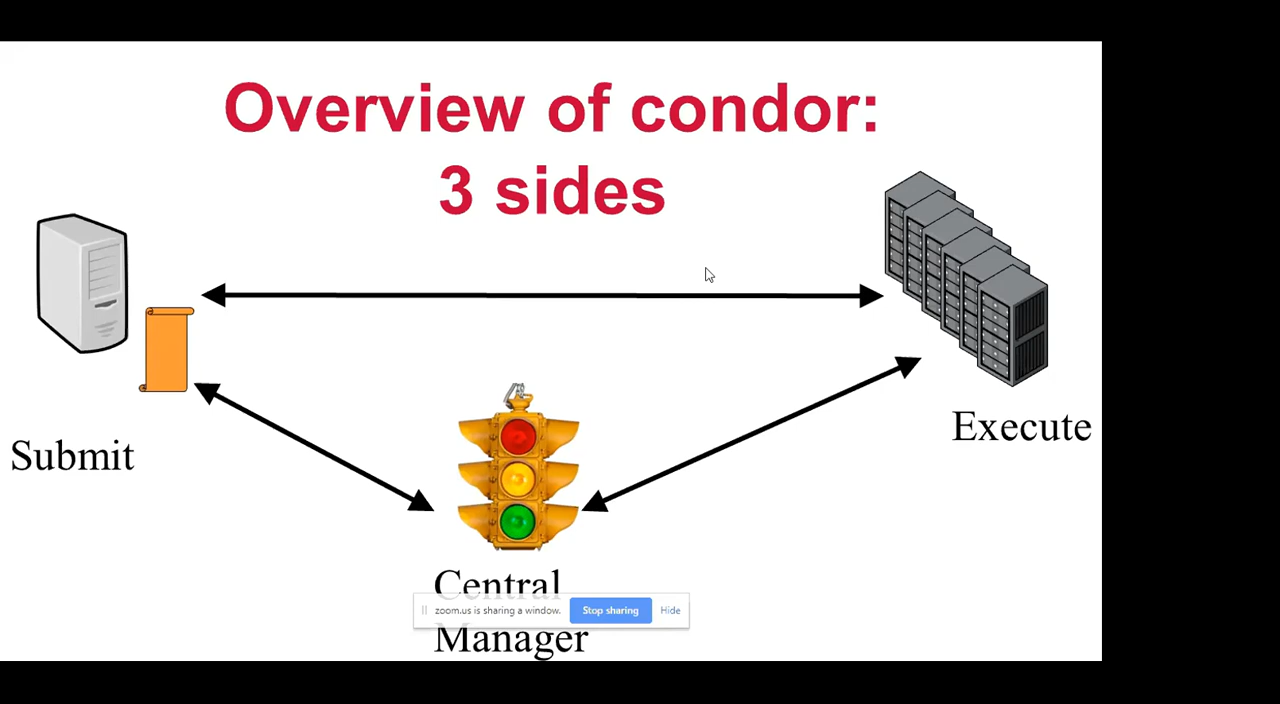 Overview of condor:
3 sides
Submit
Execute
Central
Manager
zoom.us is sharing a window.
Stop sharing
Hide